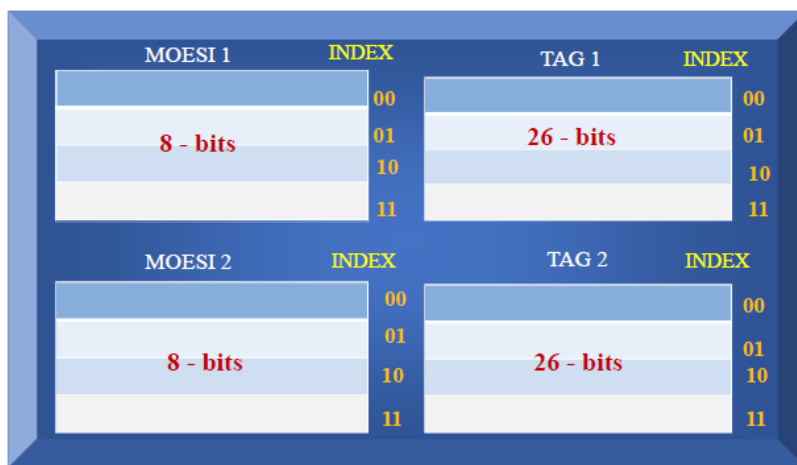 MOESI 1 INDEX
00
01
8 - bits
10
11
TAG 1 INDEX
00
01
26 - bits
10
11
MOESI 2 INDEX
00
01
8 - bits
10
11
TAG 2 INDEX
00
01
26 - bits
10
11